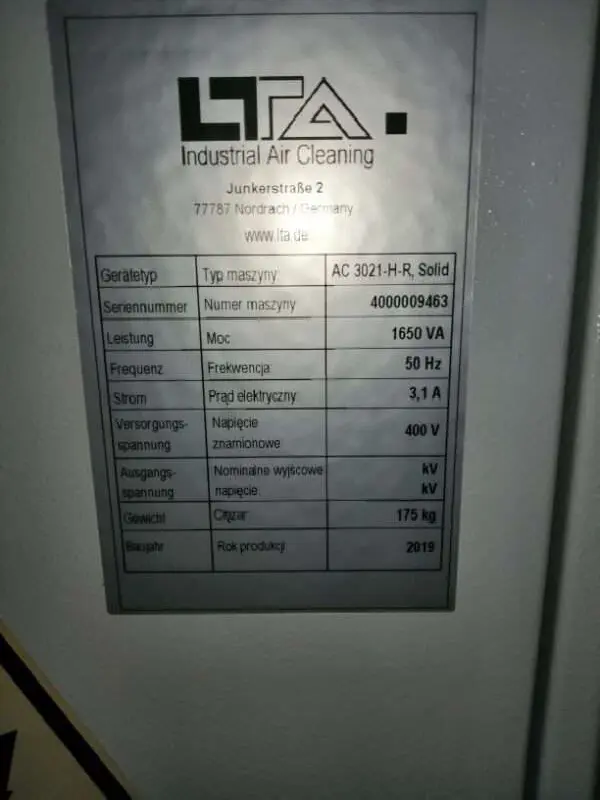 LTA
Industrial Air Cleaning
Junkerstraße 2
77787 Nordrach / Germany
www.lta.de
Gerätetyp Typ maszyny AC 3021-H-R, Solid
Seriennummer Numer maszyny 4000009463
Leistung Moc 1650 VA
Frequenz Frekwencja 50 Hz
Strom Prąd elektryczny 3,1 A
Versorgungs- Napięcie 400 V
spannung znamionowe
Ausgangs- Nominalne wyjścowe kV
spannung napięcie kV
Gewicht Ciężar 175 kg
Baujahr Rok produkcji 2019